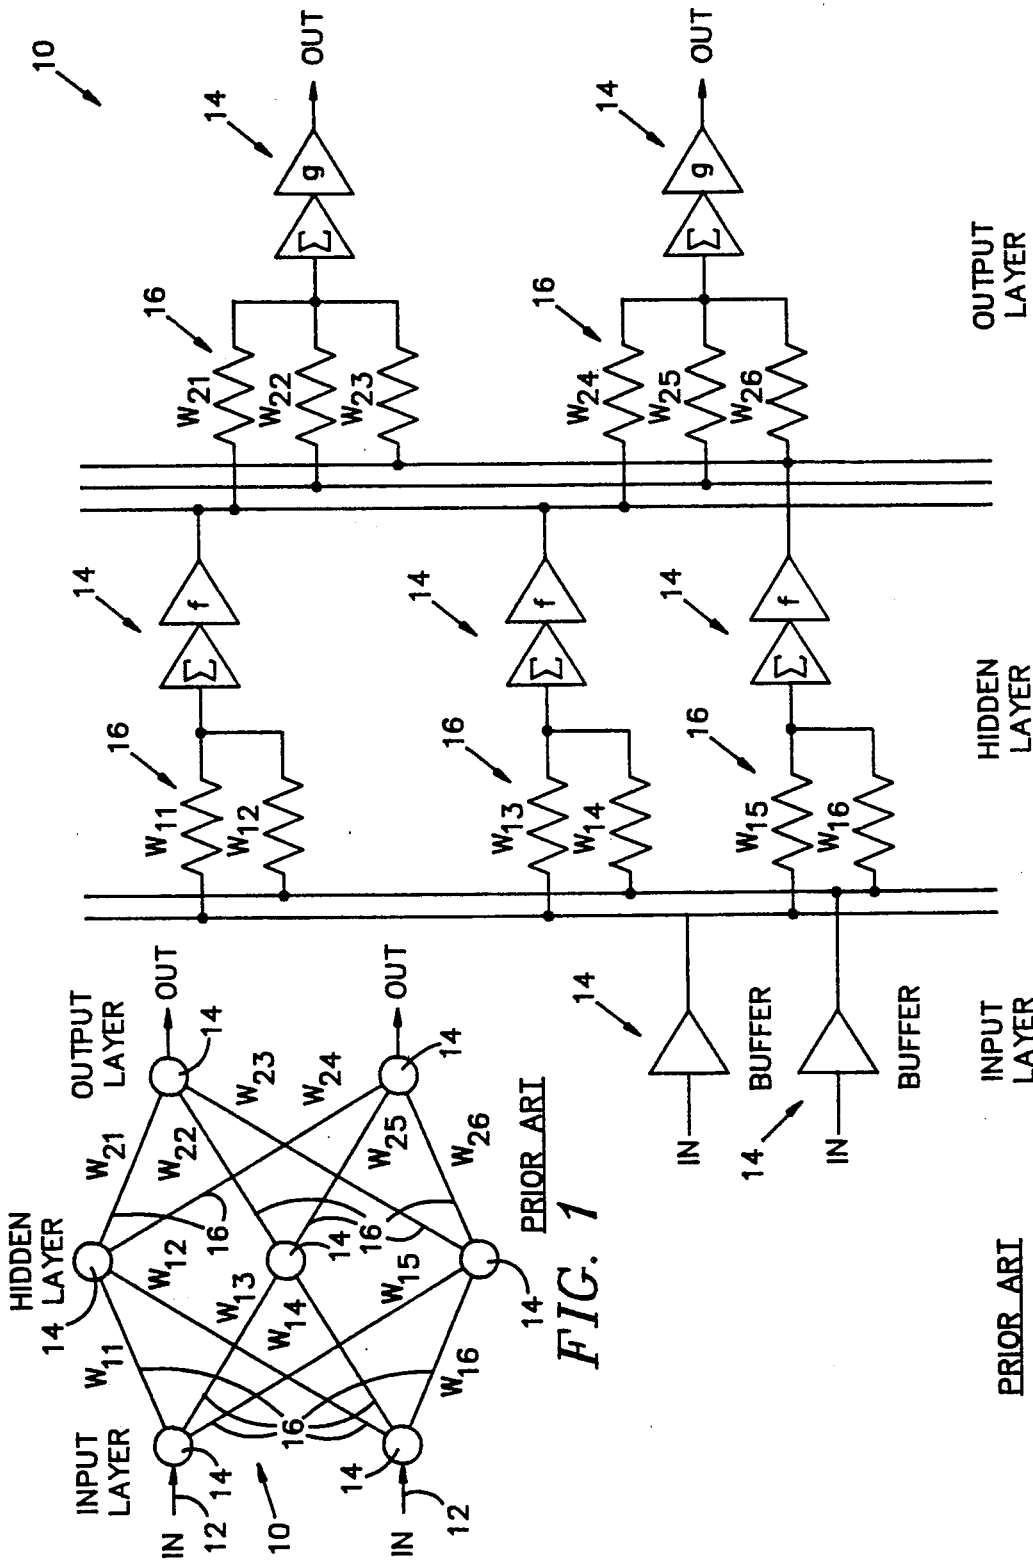 INPUT
LAYER
HIDDEN
LAYER
OUTPUT
LAYER
IN
12
14
W11
14
W21
14
OUT
W12
W22
W23
16
W13
14
W14
16
16
W24
W25
W15
10
IN
12
14
W16
14
W26
14
OUT
PRIOR ART
FIG. 1
10
16
W11
W12
14
Σ
f
16
W21
W22
W23
14
Σ
g
OUT
16
W13
W14
14
Σ
f
16
W24
W25
W26
14
Σ
g
OUT
14
IN
BUFFER
16
W15
W16
14
Σ
f
14
IN
BUFFER
INPUT
LAYER
HIDDEN
LAYER
OUTPUT
LAYER
PRIOR ART